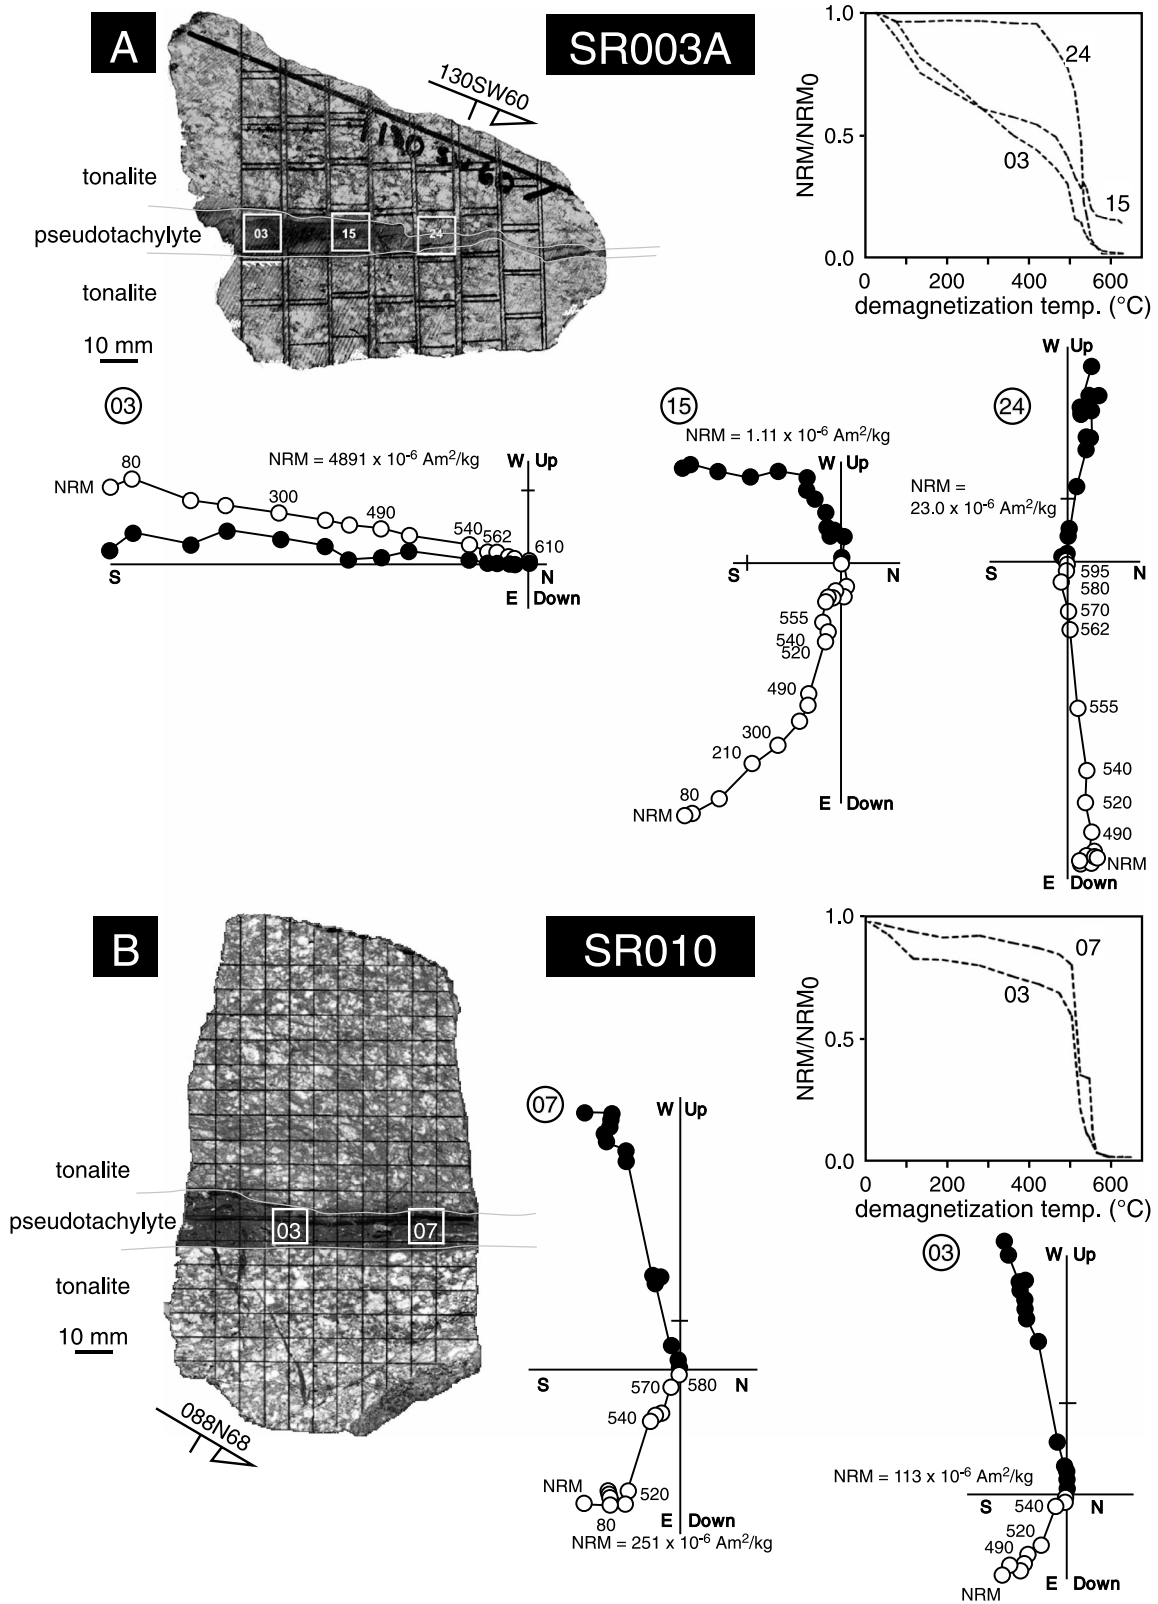 A
SR003A
130SW60
130SW60
tonalite
pseudotachylyte
tonalite
10 mm
03
15
24
1.0
0.5
0.0
NRM/NRM0
24
03
15
0
200
400
600
demagnetization temp. (°C)
03
NRM = 4891 x 10-6 Am2/kg
W Up
NRM
80
300
490
540
562
610
S
N
E Down
15
NRM = 1.11 x 10-6 Am2/kg
W Up
S
N
555
540
520
490
300
210
80
NRM
E Down
24
W Up
NRM =
23.0 x 10-6 Am2/kg
S
N
595
580
570
562
555
540
520
490
NRM
E Down
B
SR010
tonalite
pseudotachylyte
tonalite
10 mm
03
07
088N68
1.0
0.5
0.0
NRM/NRM0
07
03
0
200
400
600
demagnetization temp. (°C)
07
W Up
S
N
570
580
540
NRM
520
80
E Down
NRM = 251 x 10-6 Am2/kg
03
W Up
NRM = 113 x 10-6 Am2/kg
S
N
540
520
490
NRM
E Down